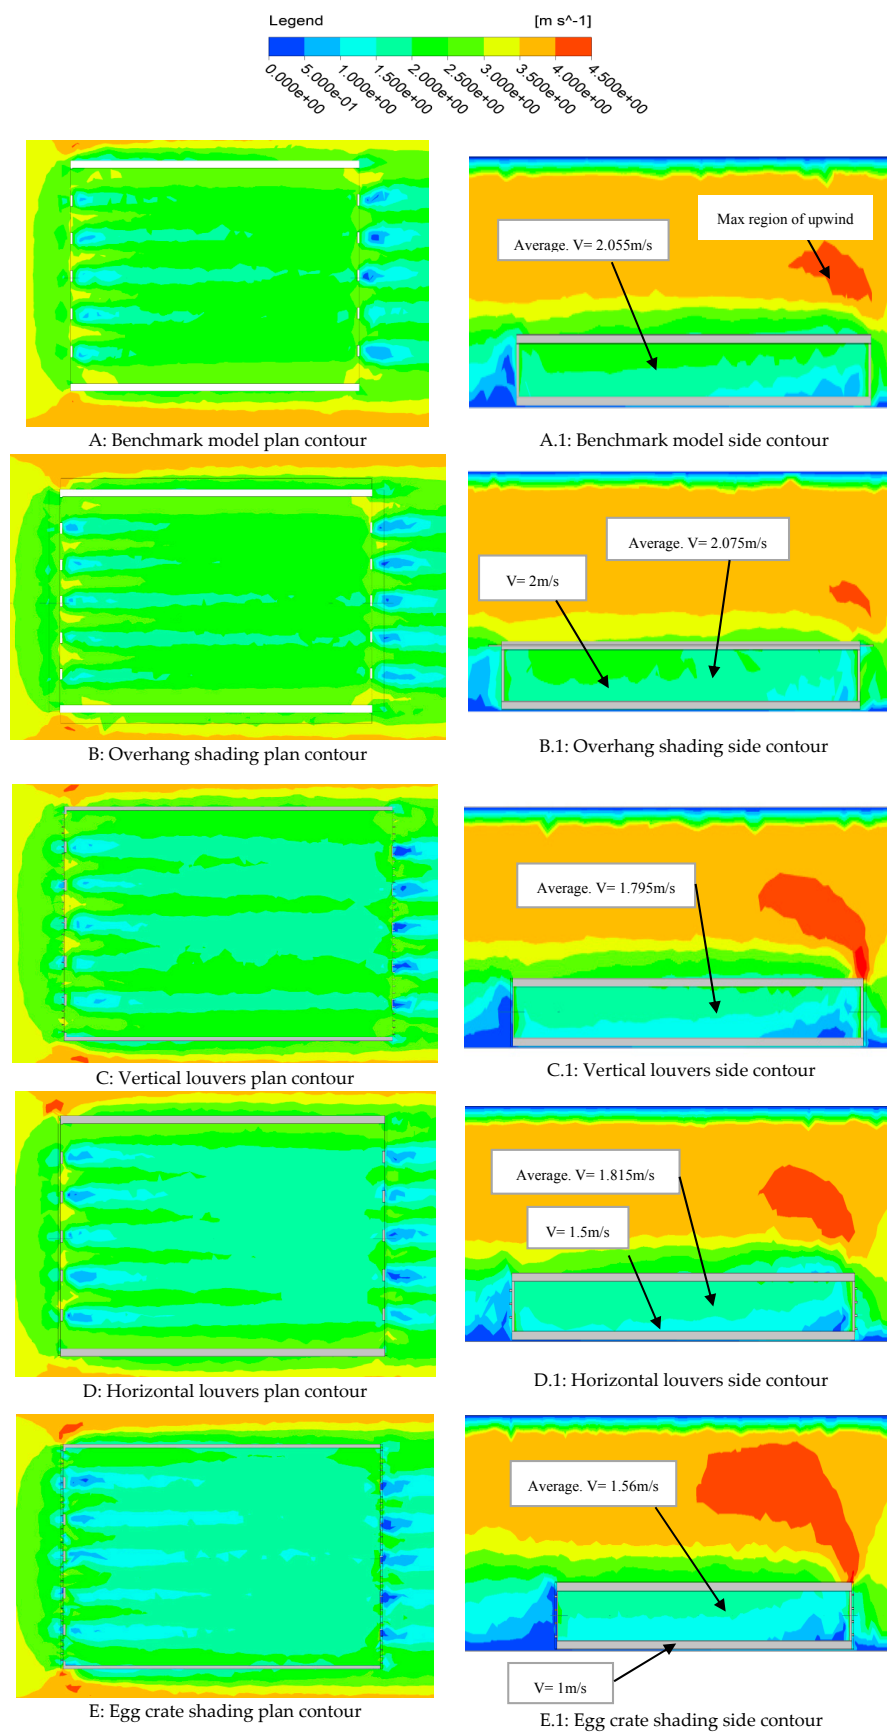 Legend [m s^-1]
0.000e+00
5.000e-01
1.000e+00
1.500e+00
2.000e+00
2.500e+00
3.000e+00
3.500e+00
4.000e+00
4.500e+00
Max region of upwind
Average. V= 2.055m/s
A: Benchmark model plan contour
A.1: Benchmark model side contour
Average. V= 2.075m/s
V= 2m/s
B: Overhang shading plan contour
B.1: Overhang shading side contour
Average. V= 1.795m/s
C: Vertical louvers plan contour
C.1: Vertical louvers side contour
Average. V= 1.815m/s
V= 1.5m/s
D: Horizontal louvers plan contour
D.1: Horizontal louvers side contour
Average. V= 1.56m/s
V= 1m/s
E: Egg crate shading plan contour
E.1: Egg crate shading side contour